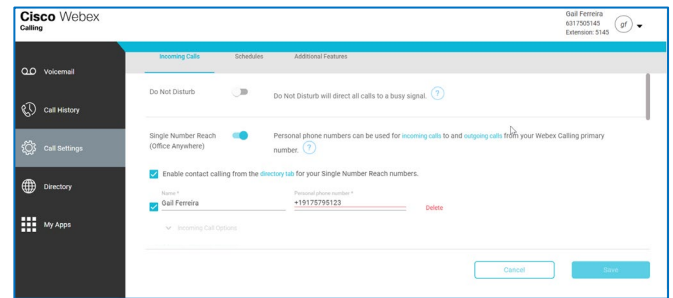 Cisco Webex
Calling
Gail Ferreira
6317505145
Extension: 5145
gf
Voicemail
Call History
Call Settings
Directory
My Apps
Incoming Calls Schedules Additional Features
Do Not Disturb
Do Not Disturb will direct all calls to a busy signal. ?
Single Number Reach
(Office Anywhere)
Personal phone numbers can be used for incoming calls to and outgoing calls from your Webex Calling primary
number. ?
Enable contact calling from the directory tab for your Single Number Reach numbers.
Name * Personal phone number *
Gail Ferreira +19175795123 Delete
Incoming Call Options
Cancel Save